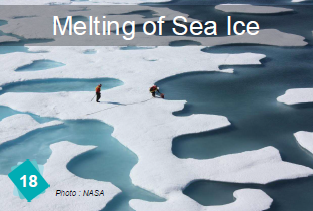 Melting of Sea Ice
18
Photo : NASA